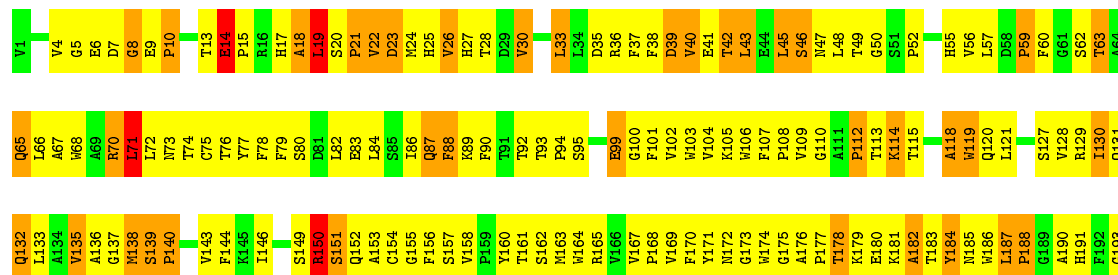 V1 V4 G5 E6 D7 G8 E9 P10 T13 E14 P15 R16 H17 A18 L19 S20 P21 V22 D23 M24 H25 V26 H27 T28 D29 V30 L33 L34 D35 R36 F37 F38 D39 V40 E41 T42 L43 E44 L45 S46 N47 L48 T49 G50 S51 P52 H55 V56 L57 D58 P59 F60 G61 S62 T63 A64
Q65 L66 A67 W68 A69 R70 L71 L72 N73 T74 C75 T76 Y77 F78 F79 S80 D81 L82 E83 L84 S85 I86 Q87 F88 K89 F90 T91 T92 T93 P94 S95 E99 G100 F101 V102 W103 V104 K105 W106 F107 P108 V109 G110 A111 P112 T113 K114 T115 A118 W119 Q120 L121 S127 V128 R129 I130 Q131
Q132 L133 A134 V135 A136 G137 M138 S139 P140 V143 F144 K145 I146 S149 R150 S151 Q152 A153 C154 G155 F156 S157 V158 P159 Y160 T161 S162 M163 W164 R165 V166 V167 P168 V169 F170 Y171 N172 G173 W174 G175 A176 P177 T178 K179 E180 K181 A182 T183 Y184 N185 W186 L187 P188 G189 A190 H191 F192 G193